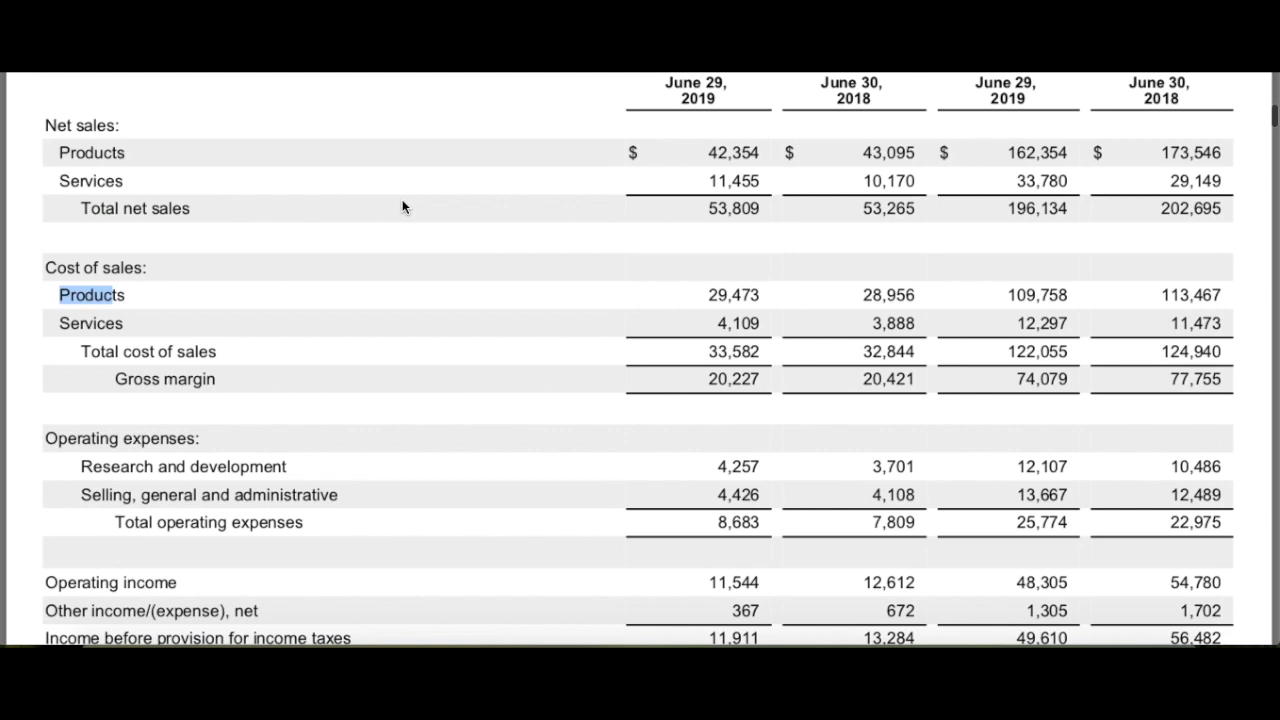 June 29, June 30, June 29, June 30,
2019 2018 2019 2018
Net sales:
Products $ 42,354 $ 43,095 $ 162,354 $ 173,546
Services 11,455 10,170 33,780 29,149
Total net sales 53,809 53,265 196,134 202,695
Cost of sales:
Products 29,473 28,956 109,758 113,467
Services 4,109 3,888 12,297 11,473
Total cost of sales 33,582 32,844 122,055 124,940
Gross margin 20,227 20,421 74,079 77,755
Operating expenses:
Research and development 4,257 3,701 12,107 10,486
Selling, general and administrative 4,426 4,108 13,667 12,489
Total operating expenses 8,683 7,809 25,774 22,975
Operating income 11,544 12,612 48,305 54,780
Other income/(expense), net 367 672 1,305 1,702
Income before provision for income taxes 11,911 13,284 49,610 56,482